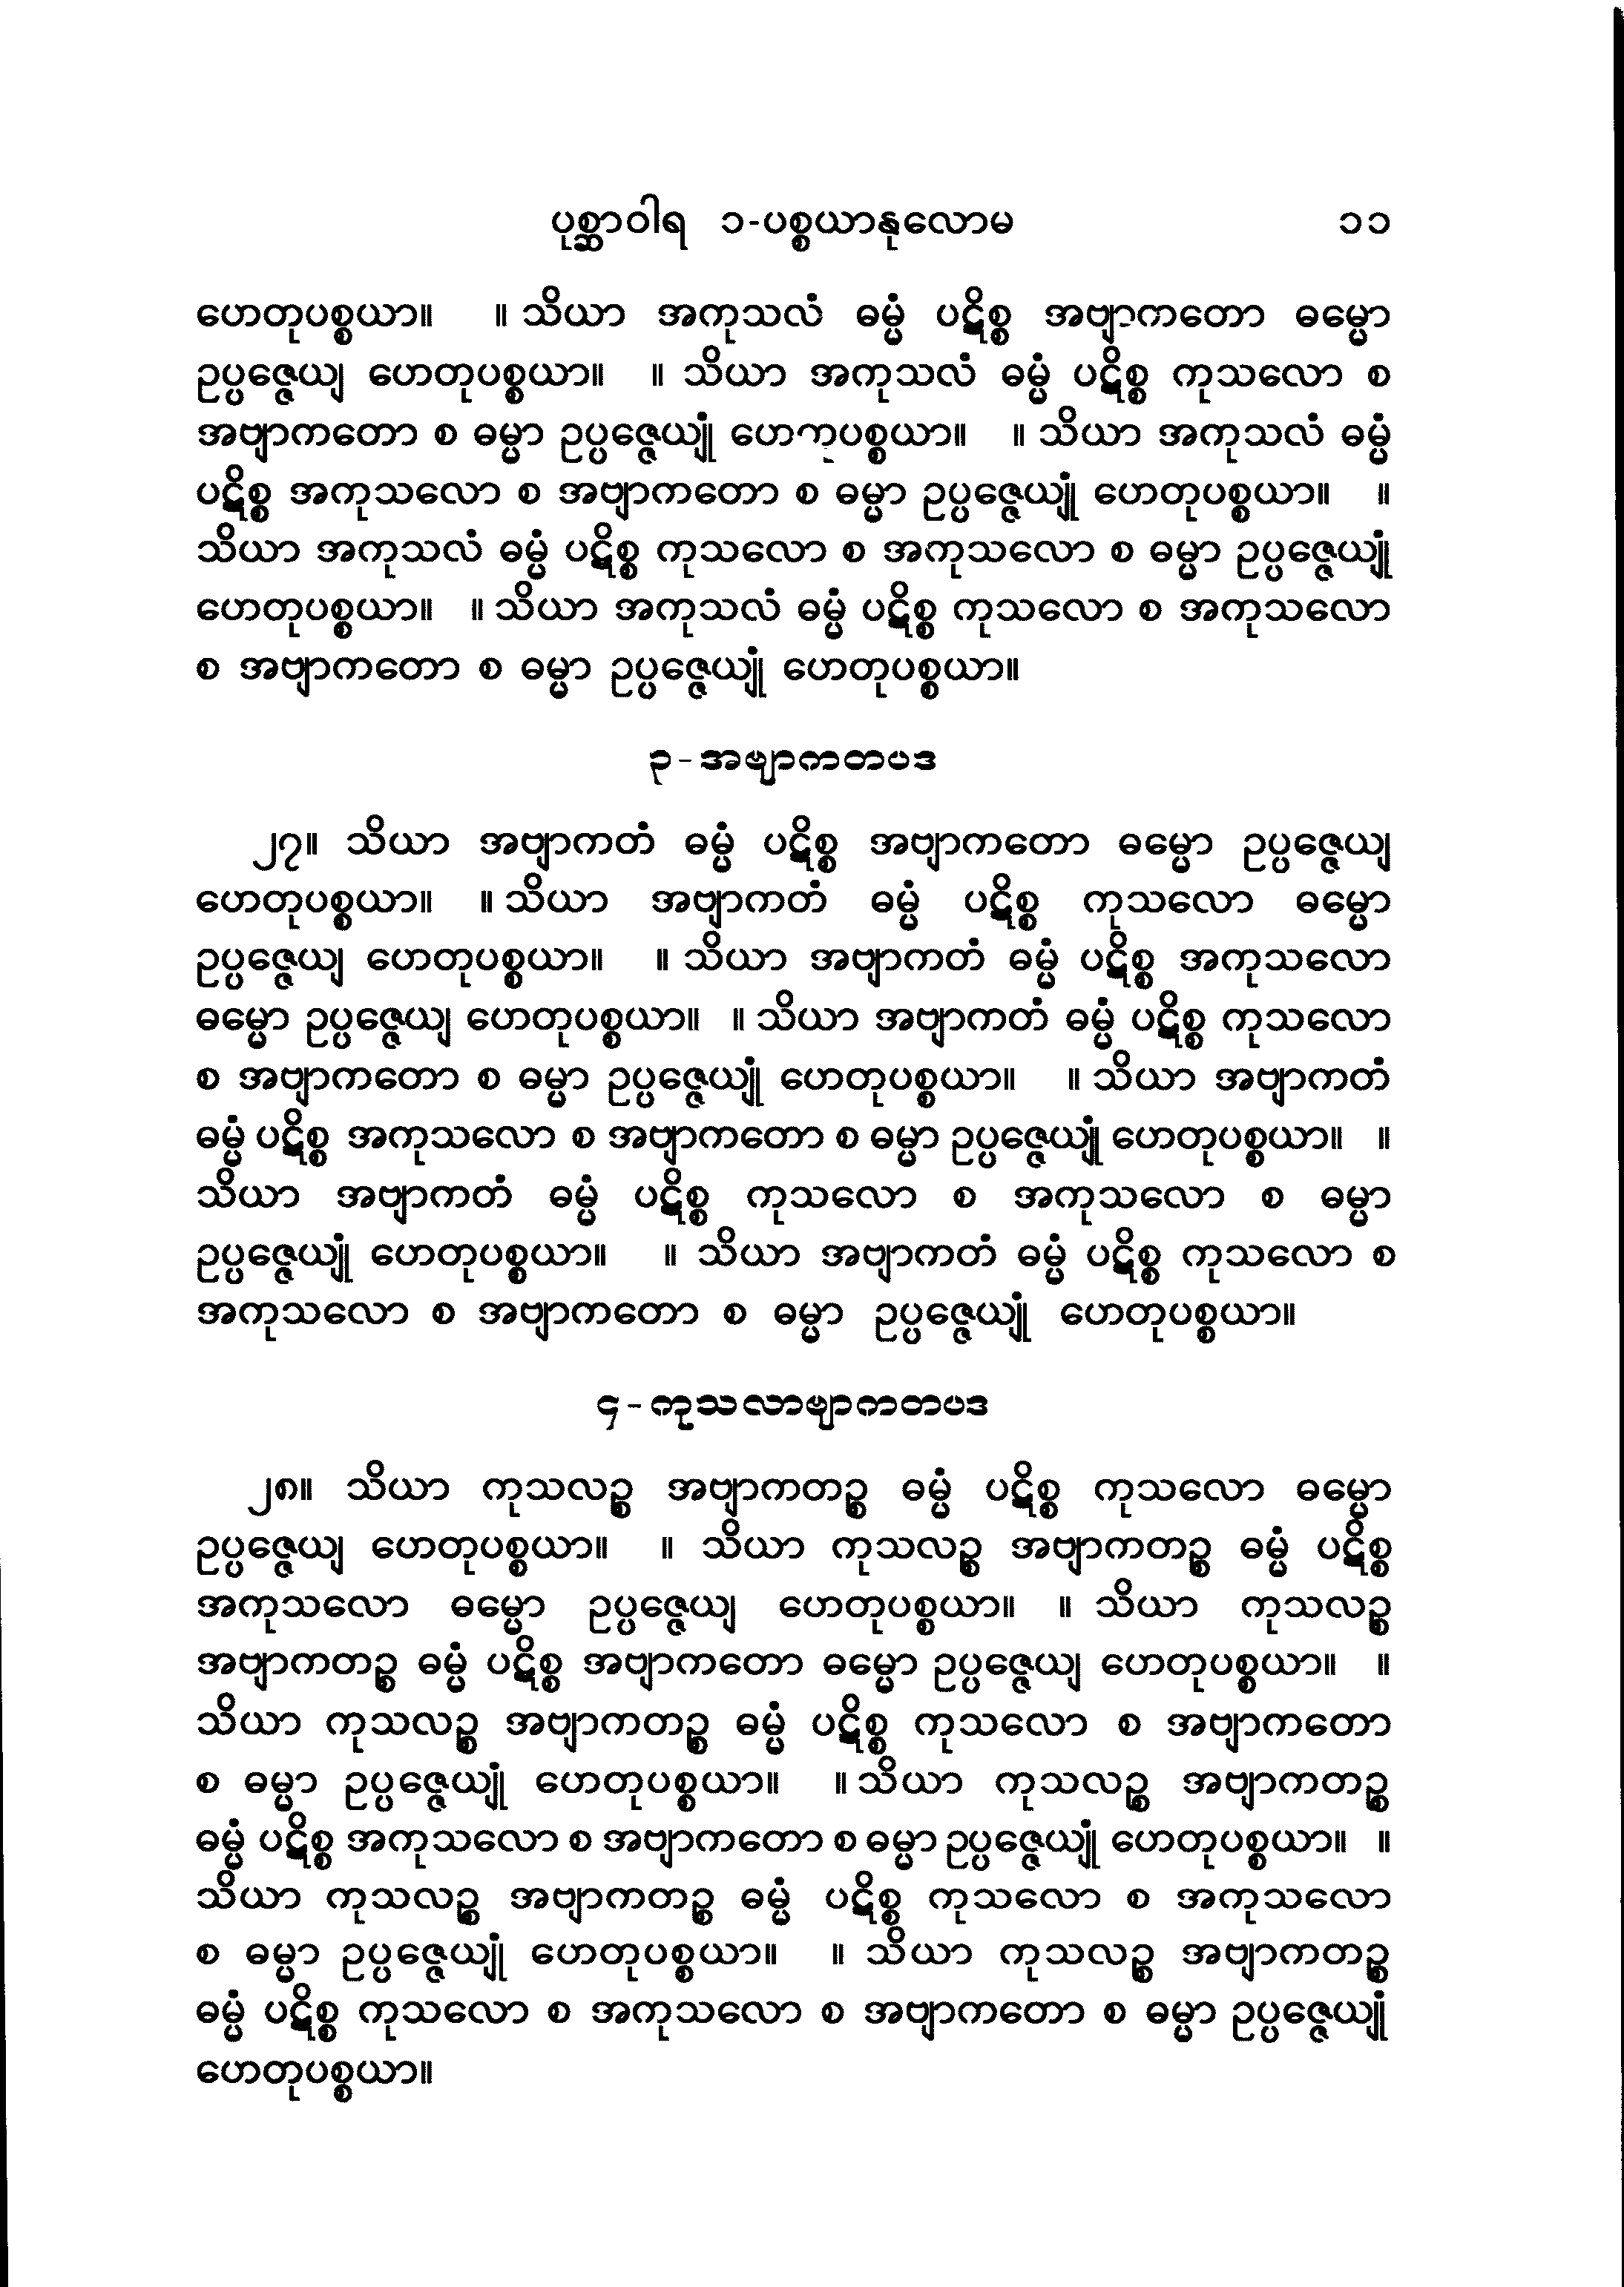 ပုစ္ဆာဝါရ ၁-ပစ္စယာနုလောမ ၁၁
ဟေတုပစ္စယာ။ ။ သိယာ အကုသလံ ဓမ္မံ ပဋိစ္စ အဗျာကတော ဓမ္မော
ဥပ္ပဇ္ဇေယျ ဟေတုပစ္စယာ။ ။ သိယာ အကုသလံ ဓမ္မံ ပဋိစ္စ ကုသလော စ
အဗျာကတော စ ဓမ္မာ ဥပ္ပဇ္ဇေယျုံ ဟေတုပစ္စယာ။ ။ သိယာ အကုသလံ ဓမ္မံ
ပဋိစ္စ အကုသလော စ အဗျာကတော စ ဓမ္မာ ဥပ္ပဇ္ဇေယျုံ ဟေတုပစ္စယာ။ ။
သိယာ အကုသလံ ဓမ္မံ ပဋိစ္စ ကုသလော စ အကုသလော စ ဓမ္မာ ဥပ္ပဇ္ဇေယျုံ
ဟေတုပစ္စယာ။ ။ သိယာ အကုသလံ ဓမ္မံ ပဋိစ္စ ကုသလော စ အကုသလော
စ အဗျာကတော စ ဓမ္မာ ဥပ္ပဇ္ဇေယျုံ ဟေတုပစ္စယာ။
၃-အဗျာကတပဒ
၂၇။ သိယာ အဗျာကတံ ဓမ္မံ ပဋိစ္စ အဗျာကတော ဓမ္မော ဥပ္ပဇ္ဇေယျ
ဟေတုပစ္စယာ။ ။ သိယာ အဗျာကတံ ဓမ္မံ ပဋိစ္စ ကုသလော ဓမ္မော
ဥပ္ပဇ္ဇေယျ ဟေတုပစ္စယာ။ ။ သိယာ အဗျာကတံ ဓမ္မံ ပဋိစ္စ အကုသလော
ဓမ္မော ဥပ္ပဇ္ဇေယျ ဟေတုပစ္စယာ။ ။ သိယာ အဗျာကတံ ဓမ္မံ ပဋိစ္စ ကုသလော
စ အဗျာကတော စ ဓမ္မာ ဥပ္ပဇ္ဇေယျုံ ဟေတုပစ္စယာ။ ။ သိယာ အဗျာကတံ
ဓမ္မံ ပဋိစ္စ အကုသလော စ အဗျာကတော စ ဓမ္မာ ဥပ္ပဇ္ဇေယျုံ ဟေတုပစ္စယာ။ ။
သိယာ အဗျာကတံ ဓမ္မံ ပဋိစ္စ ကုသလော စ အကုသလော စ ဓမ္မာ
ဥပ္ပဇ္ဇေယျုံ ဟေတုပစ္စယာ။ ။ သိယာ အဗျာကတံ ဓမ္မံ ပဋိစ္စ ကုသလော စ
အကုသလော စ အဗျာကတော စ ဓမ္မာ ဥပ္ပဇ္ဇေယျုံ ဟေတုပစ္စယာ။
၄-ကုသလာဗျာကတပဒ
၂၈။ သိယာ ကုသလဉ္စ အဗျာကတဉ္စ ဓမ္မံ ပဋိစ္စ ကုသလော ဓမ္မော
ဥပ္ပဇ္ဇေယျ ဟေတုပစ္စယာ။ ။ သိယာ ကုသလဉ္စ အဗျာကတဉ္စ ဓမ္မံ ပဋိစ္စ
အကုသလော ဓမ္မော ဥပ္ပဇ္ဇေယျ ဟေတုပစ္စယာ။ ။ သိယာ ကုသလဉ္စ
အဗျာကတဉ္စ ဓမ္မံ ပဋိစ္စ အဗျာကတော ဓမ္မော ဥပ္ပဇ္ဇေယျ ဟေတုပစ္စယာ။ ။
သိယာ ကုသလဉ္စ အဗျာကတဉ္စ ဓမ္မံ ပဋိစ္စ ကုသလော စ အဗျာကတော
စ ဓမ္မာ ဥပ္ပဇ္ဇေယျုံ ဟေတုပစ္စယာ။ ။ သိယာ ကုသလဉ္စ အဗျာကတဉ္စ
ဓမ္မံ ပဋိစ္စ အကုသလော စ အဗျာကတော စ ဓမ္မာ ဥပ္ပဇ္ဇေယျုံ ဟေတုပစ္စယာ။ ။
သိယာ ကုသလဉ္စ အဗျာကတဉ္စ ဓမ္မံ ပဋိစ္စ ကုသလော စ အကုသလော
စ ဓမ္မာ ဥပ္ပဇ္ဇေယျုံ ဟေတုပစ္စယာ။ ။ သိယာ ကုသလဉ္စ အဗျာကတဉ္စ
ဓမ္မံ ပဋိစ္စ ကုသလော စ အကုသလော စ အဗျာကတော စ ဓမ္မာ ဥပ္ပဇ္ဇေယျုံ
ဟေတုပစ္စယာ။